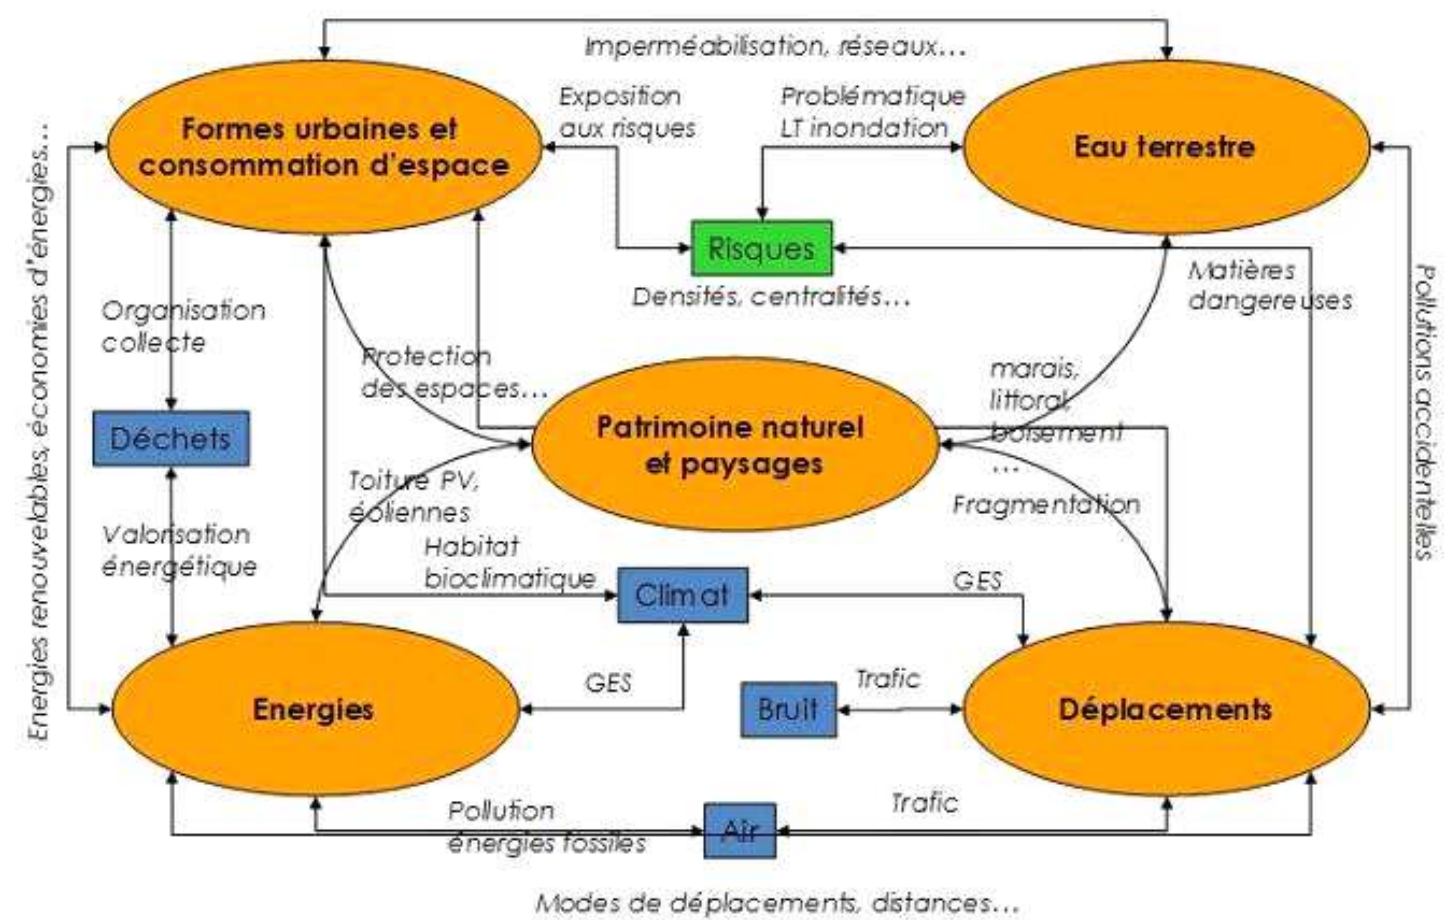 Imperméabilisation, réseaux…
Exposition
aux risques
Problématique
LT inondation
Formes urbaines et
consommation d'espace
Eau terrestre
Risques
Densités, centralités…
Matières
dangereuses
Energies renouvelables, économies d'énergies…
Pollutions accidentelles
Organisation
collecte
Protection
des espaces…
marais,
littoral,
boisement
…
Déchets
Patrimoine naturel
et paysages
Toiture PV,
éoliennes
Fragmentation
Valorisation
énergétique
Habitat
bioclimatique
Climat
GES
GES
Trafic
Energies
Bruit
Déplacements
Pollution
énergies fossiles
Air
Trafic
Modes de déplacements, distances…